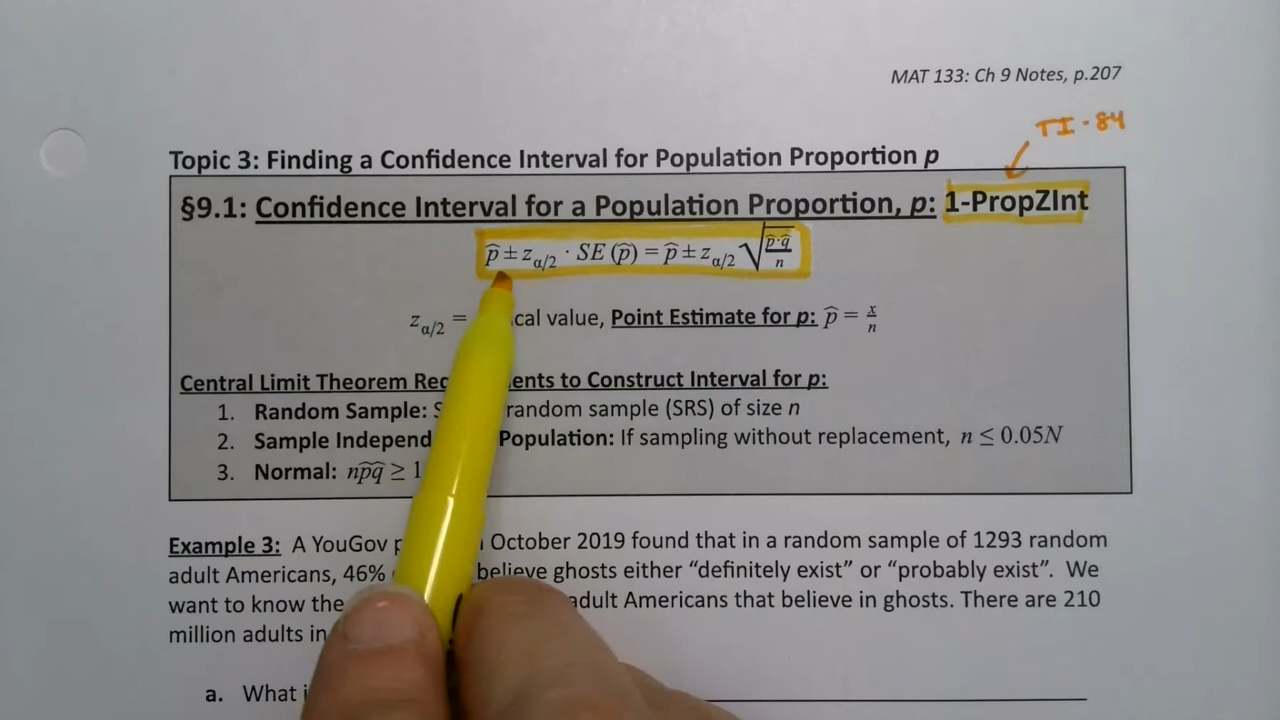 MAT 133: Ch 9 Notes, p.207
TI-84
Topic 3: Finding a Confidence Interval for Population Proportion p
§9.1: Confidence Interval for a Population Proportion, p: 1-PropZInt
p̂ ± z_α/2 · SE (p̂) = p̂ ± z_α/2 √(p̂·q̂/n)
z_α/2 = cal value, Point Estimate for p: p̂ = x/n
Central Limit Theorem Req ents to Construct Interval for p:
1. Random Sample: S random sample (SRS) of size n
2. Sample Independ Population: If sampling without replacement, n ≤ 0.05N
3. Normal: np̂q̂ ≥ 1
Example 3: A YouGov p October 2019 found that in a random sample of 1293 random
adult Americans, 46% believe ghosts either “definitely exist” or “probably exist”. We
want to know the adult Americans that believe in ghosts. There are 210
million adults in
a. What i